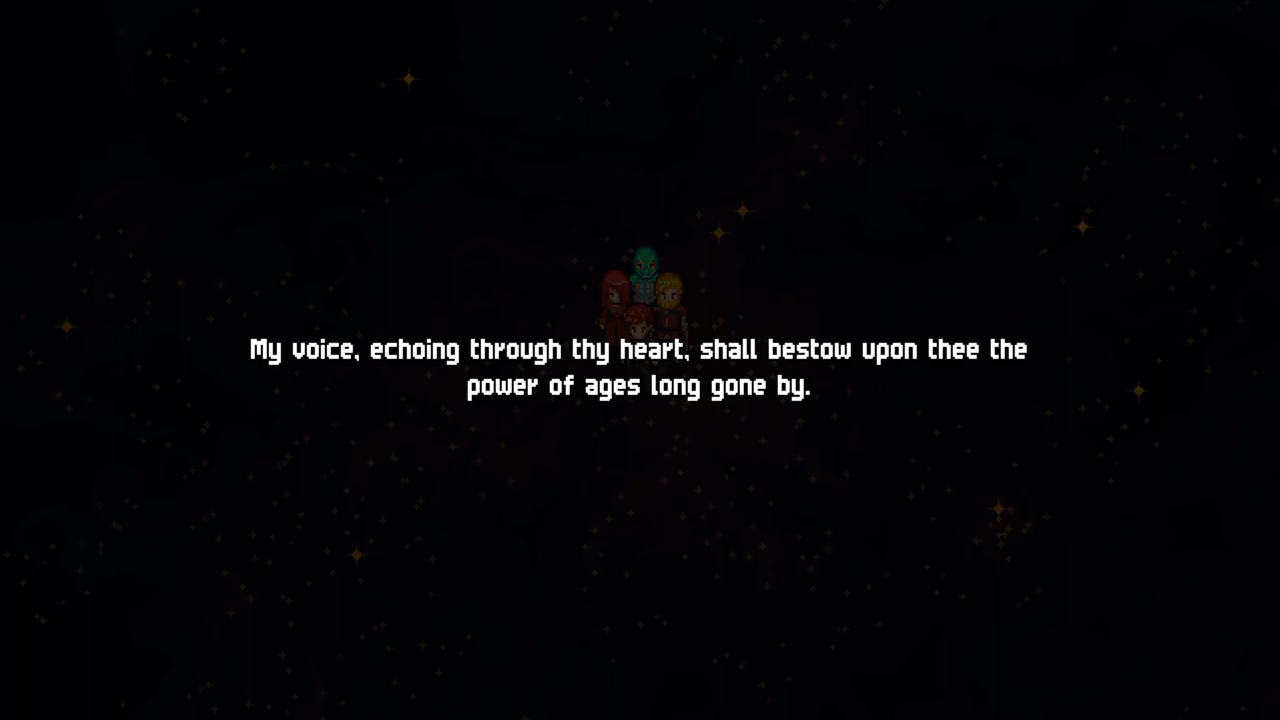 My voice, echoing through thy heart, shall bestow upon thee the
power of ages long gone by.